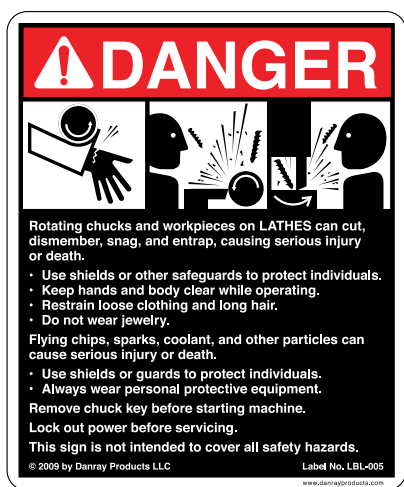 DANGER
Rotating chucks and workpieces on LATHES can cut,
dismember, snag, and entrap, causing serious injury
or death.
· Use shields or other safeguards to protect individuals.
· Keep hands and body clear while operating.
· Restrain loose clothing and long hair.
· Do not wear jewelry.
Flying chips, sparks, coolant, and other particles can
cause serious injury or death.
· Use shields or guards to protect individuals.
· Always wear personal protective equipment.
Remove chuck key before starting machine.
Lock out power before servicing.
This sign is not intended to cover all safety hazards.
© 2009 by Danray Products LLC Label No. LBL-005
www.danrayproducts.com